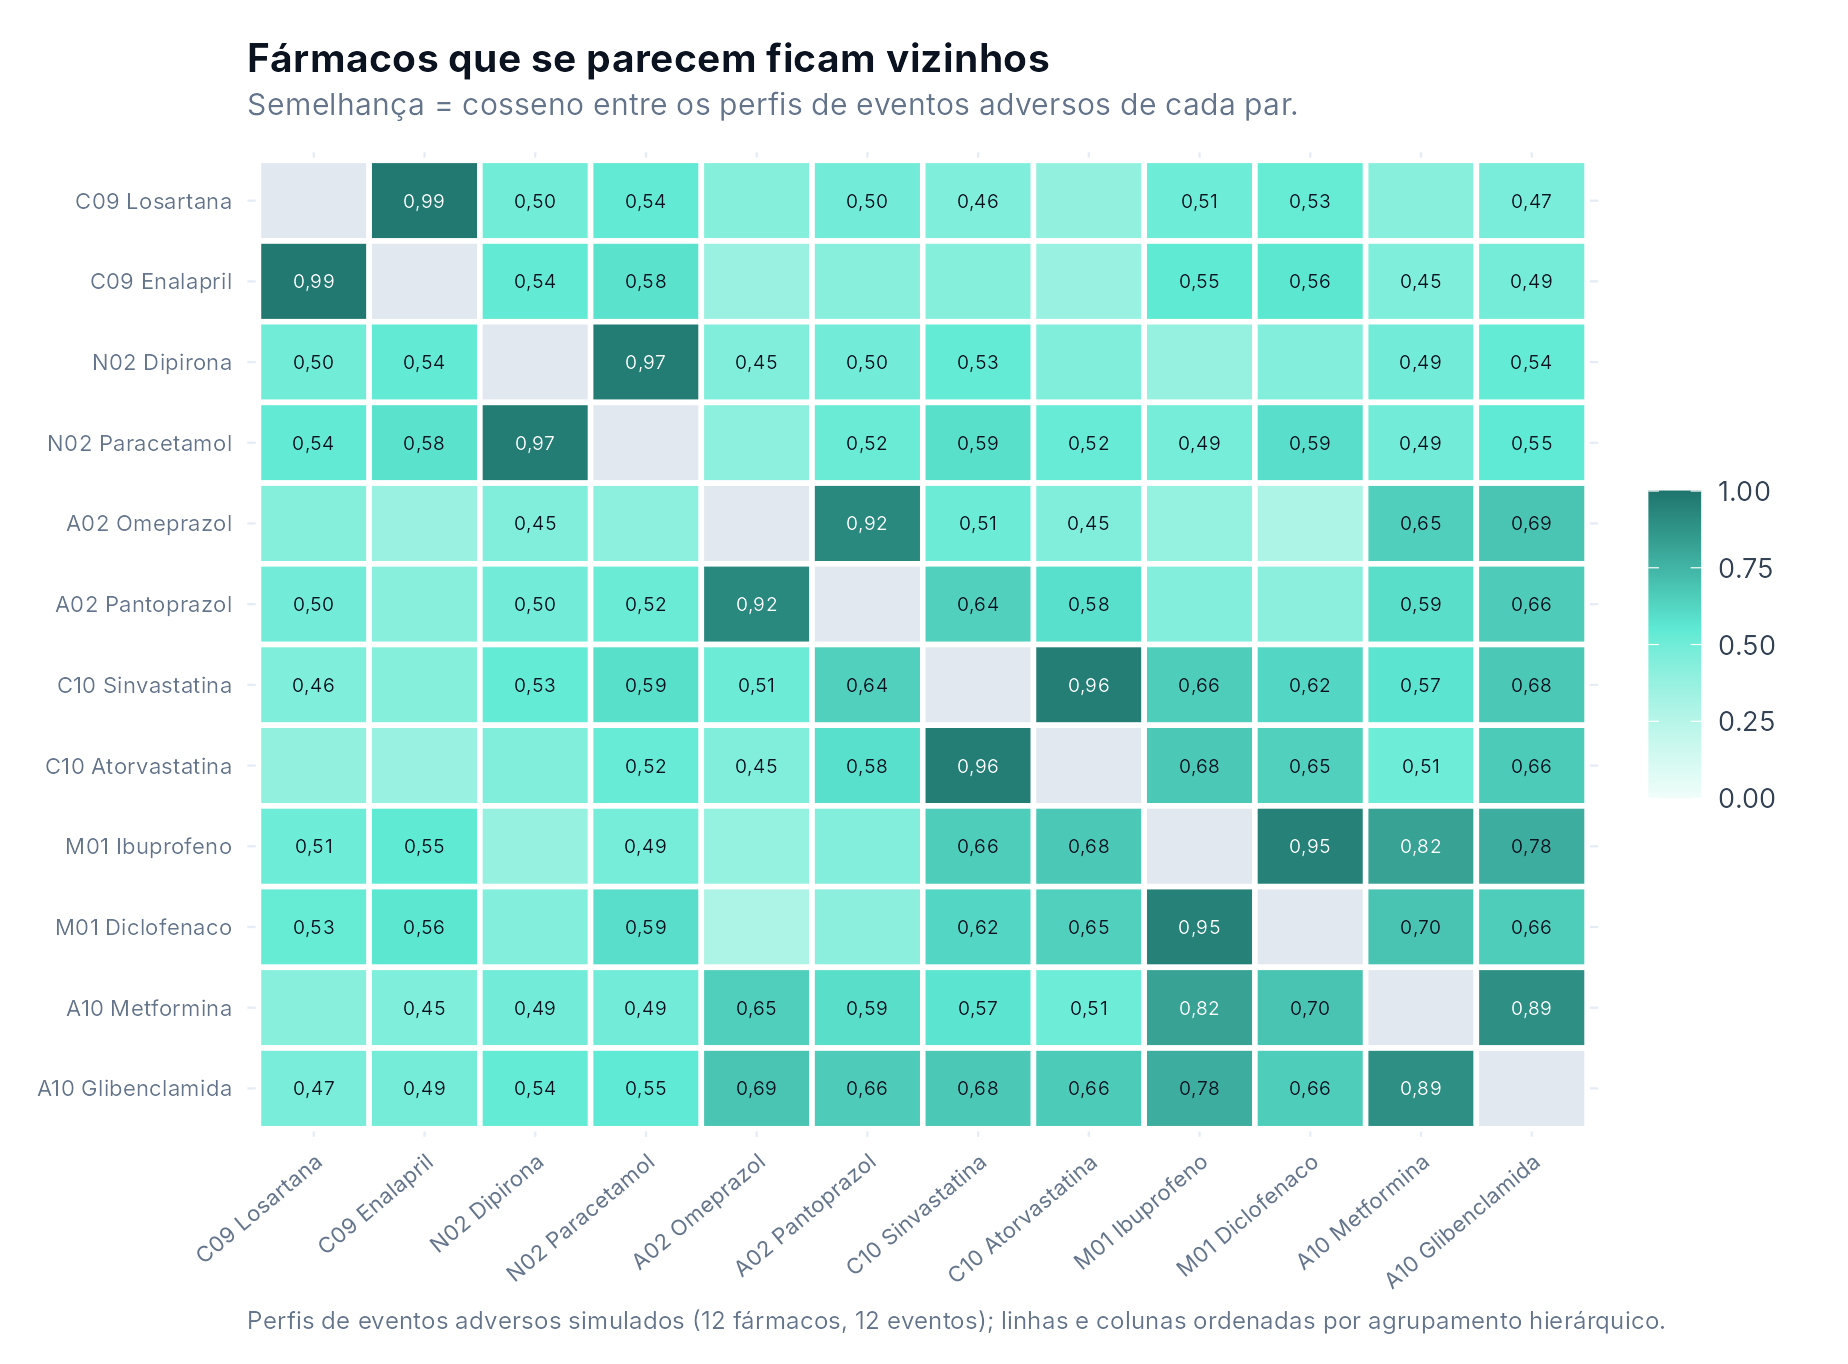 Fármacos que se parecem ficam vizinhos
Semelhança = cosseno entre os perfis de eventos adversos de cada par.
C09 Losartana 0,99 0,50 0,54 0,50 0,46 0,51 0,53 0,47
C09 Enalapril 0,99 0,54 0,58 0,55 0,56 0,45 0,49
N02 Dipirona 0,50 0,54 0,97 0,45 0,50 0,53 0,49 0,54
N02 Paracetamol 0,54 0,58 0,97 0,52 0,59 0,52 0,49 0,59 0,49 0,55
A02 Omeprazol 0,45 0,92 0,51 0,45 0,65 0,69
A02 Pantoprazol 0,50 0,50 0,52 0,92 0,64 0,58 0,59 0,66
C10 Sinvastatina 0,46 0,53 0,59 0,51 0,64 0,96 0,66 0,62 0,57 0,68
C10 Atorvastatina 0,52 0,45 0,58 0,96 0,68 0,65 0,51 0,66
M01 Ibuprofeno 0,51 0,55 0,49 0,66 0,68 0,95 0,82 0,78
M01 Diclofenaco 0,53 0,56 0,59 0,62 0,65 0,95 0,70 0,66
A10 Metformina 0,45 0,49 0,49 0,65 0,59 0,57 0,51 0,82 0,70 0,89
A10 Glibenclamida 0,47 0,49 0,54 0,55 0,69 0,66 0,68 0,66 0,78 0,66 0,89
C09 Losartana
C09 Enalapril
N02 Dipirona
N02 Paracetamol
A02 Omeprazol
A02 Pantoprazol
C10 Sinvastatina
C10 Atorvastatina
M01 Ibuprofeno
M01 Diclofenaco
A10 Metformina
A10 Glibenclamida
1.00
0.75
0.50
0.25
0.00
Perfis de eventos adversos simulados (12 fármacos, 12 eventos); linhas e colunas ordenadas por agrupamento hierárquico.